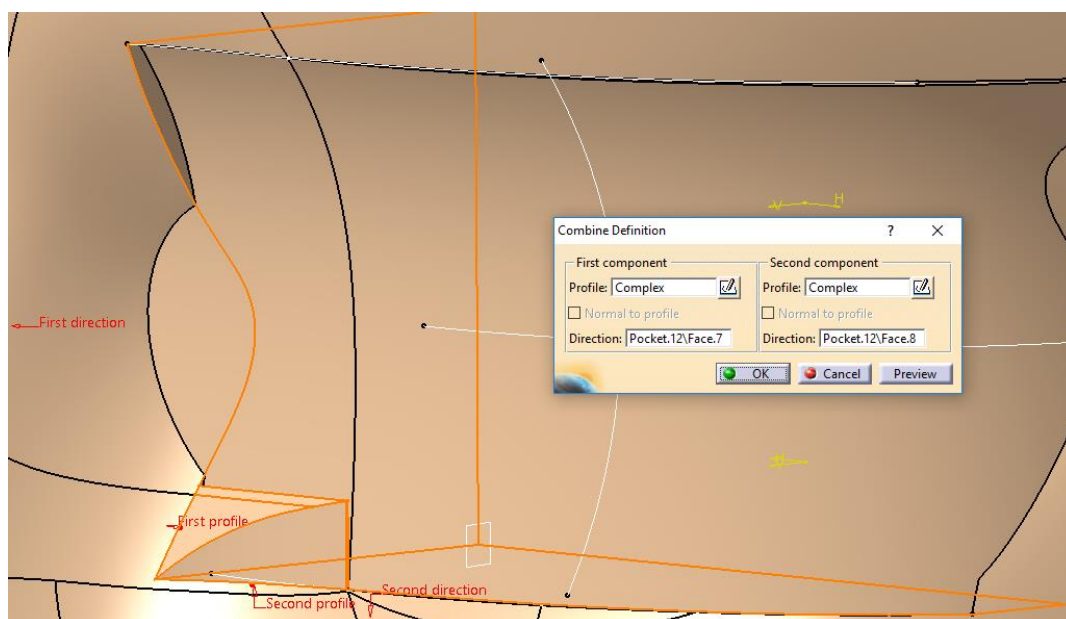 H
V
Combine Definition ? X
First component Second component
Profile: Complex Profile: Complex
Normal to profile Normal to profile
Direction: Pocket.12\Face.7 Direction: Pocket.12\Face.8
OK Cancel Preview
First direction
First profile
Second direction
Second profile